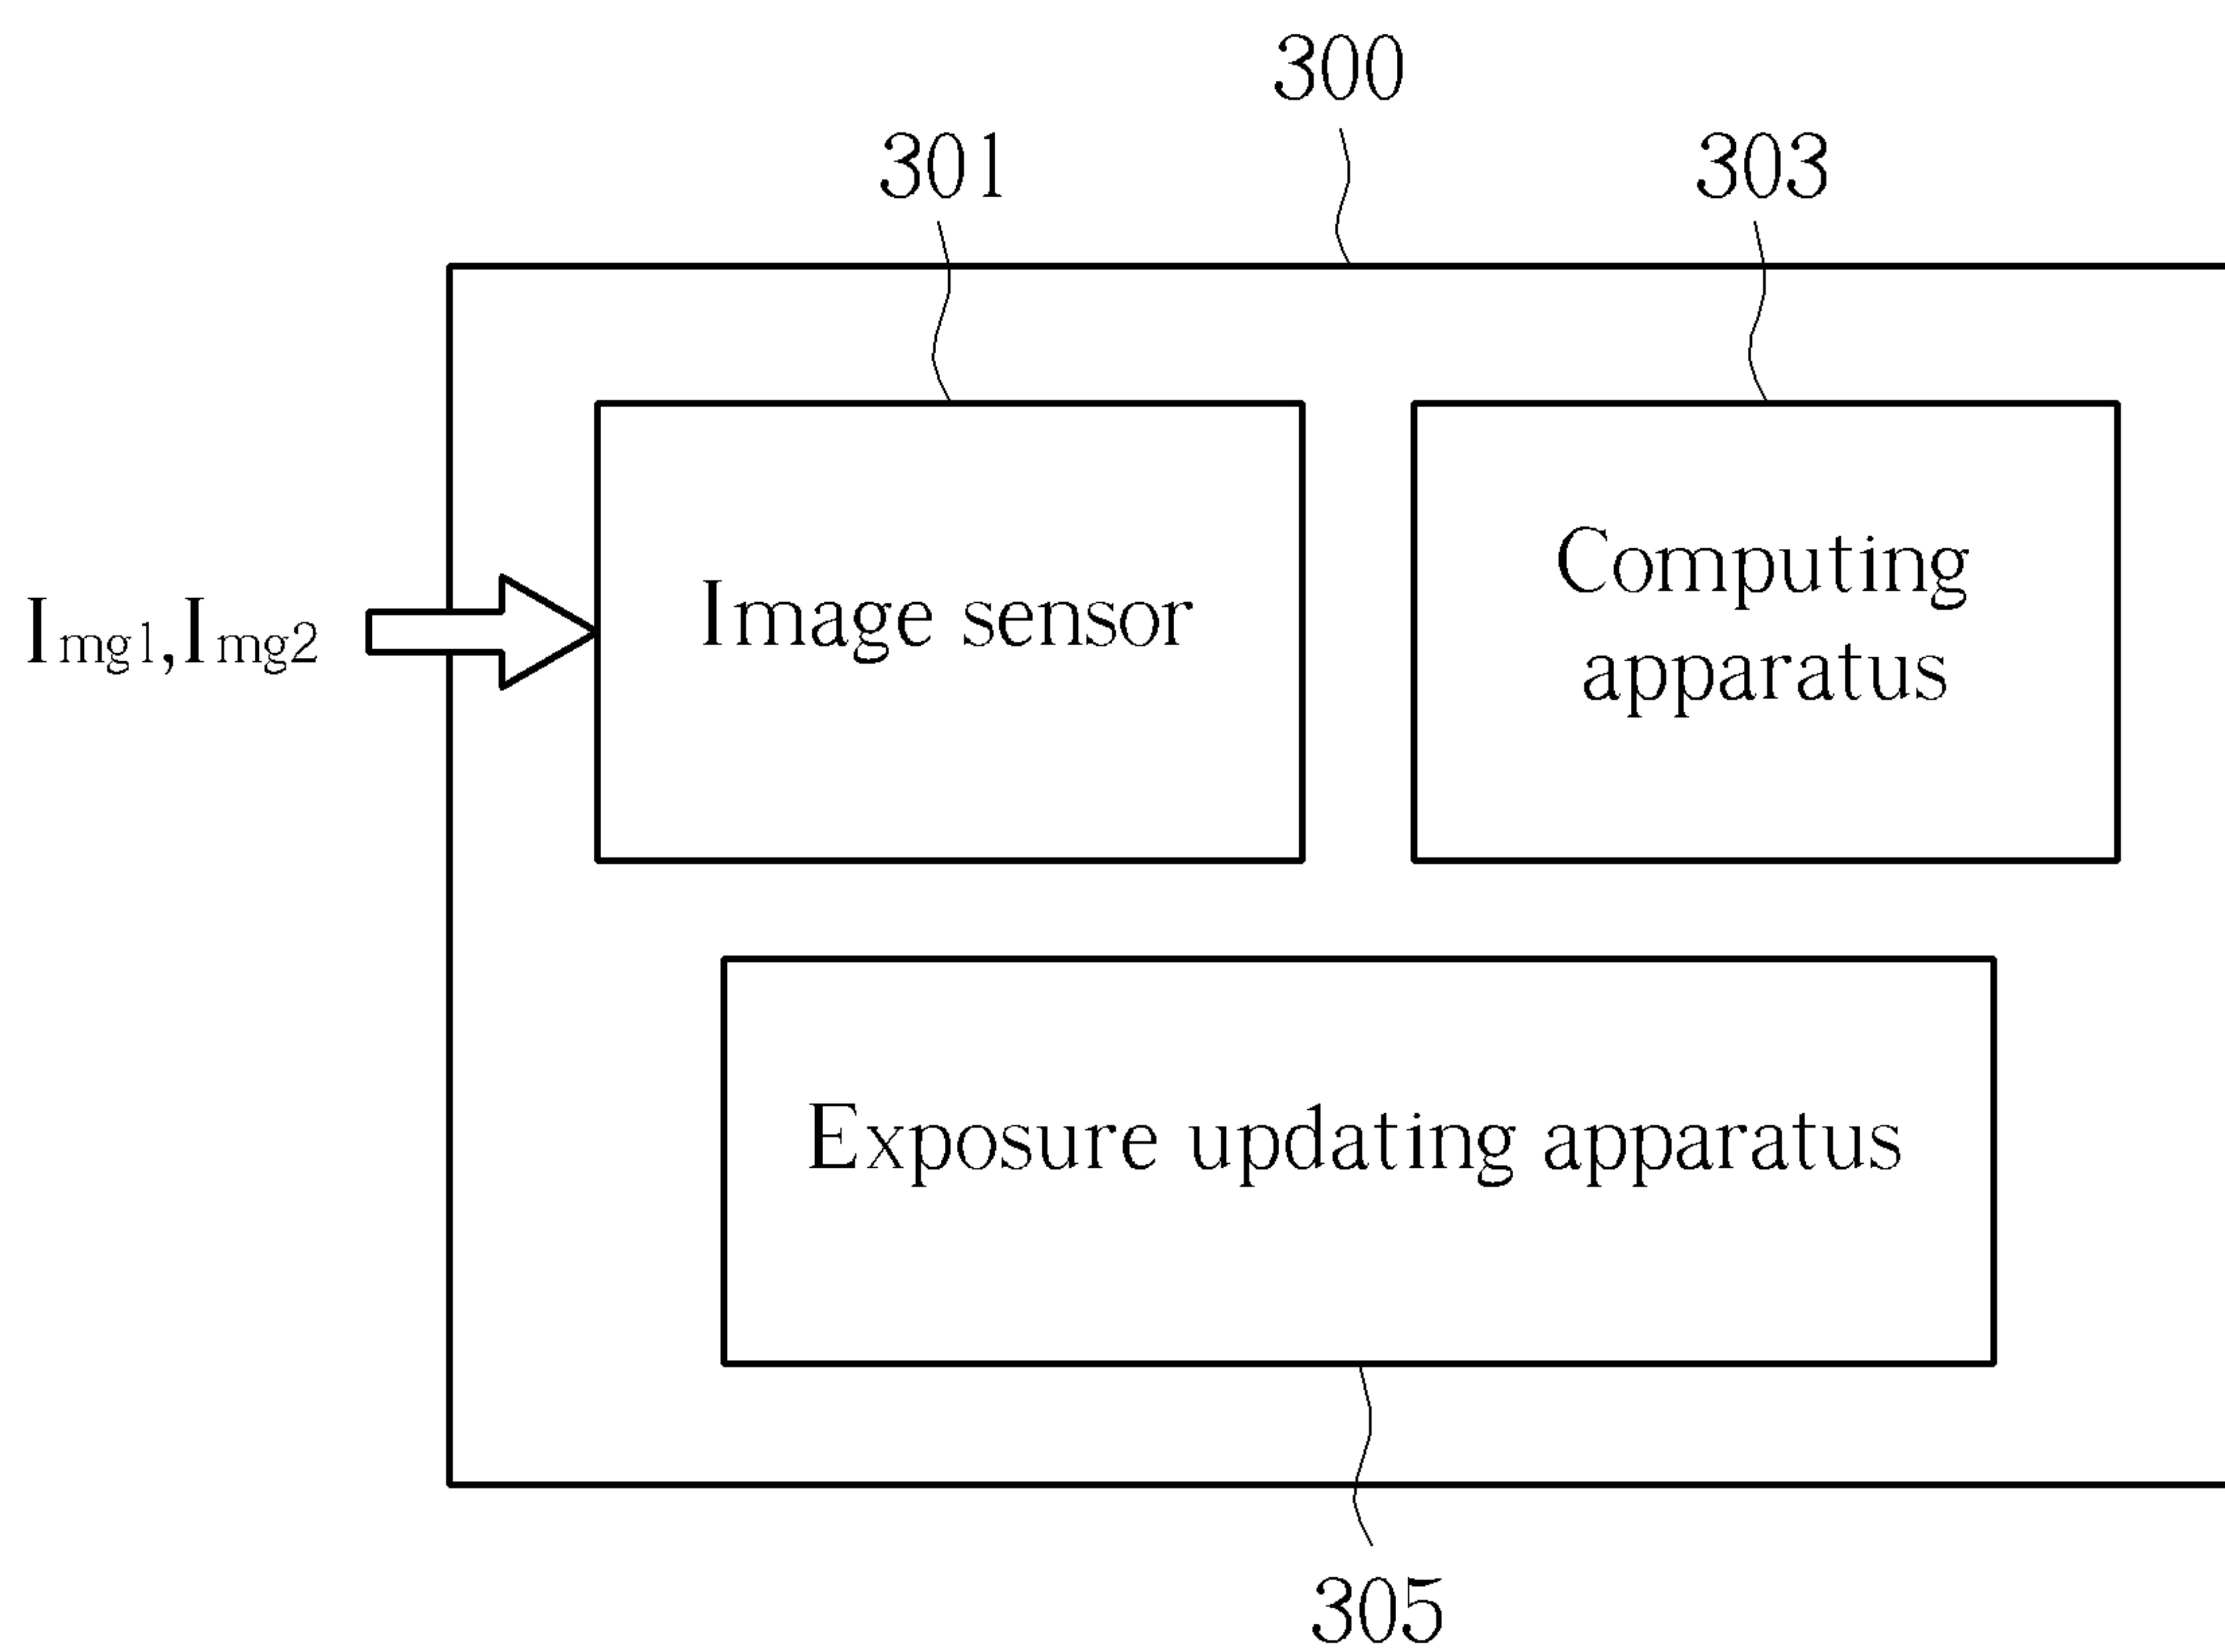 300
301
303
Img1,Img2
Image sensor
Computing
apparatus
Exposure updating apparatus
305